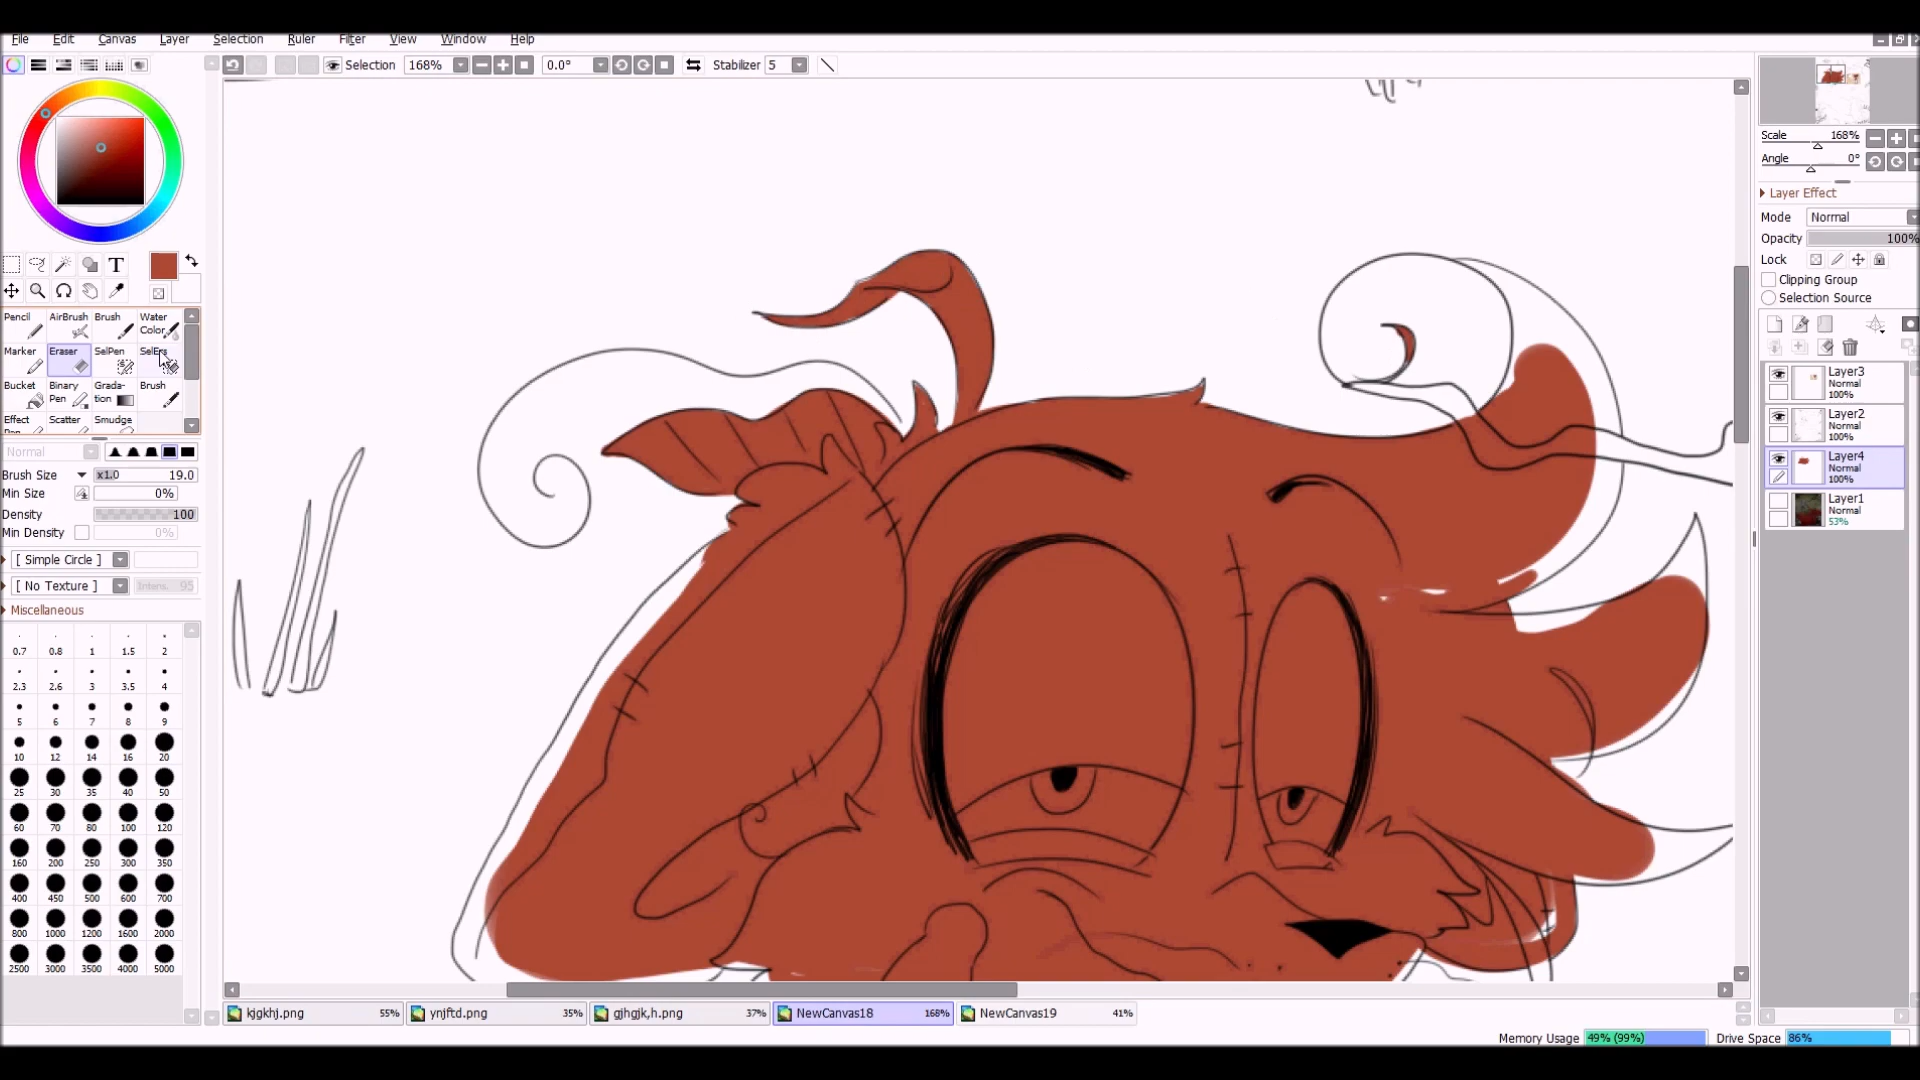 File Edit Canvas Layer Selection Ruler Filter View Window Help
Selection 168% 0.0° Stabilizer 5
Scale 168%
Angle 0°
Layer Effect
Mode Normal
Opacity 100%
Lock
Clipping Group
Selection Source
Layer3
Normal
100%
Layer2
Normal
100%
Layer4
Normal
100%
Layer1
Normal
53%
T
Pencil AirBrush Brush Water Color
Marker Eraser SelPen SelErs
Bucket Binary Pen Grada-tion Brush
Effect Pen Scatter Smudge
Normal
Brush Size x1.0 19.0
Min Size 0%
Density 100
Min Density 0%
[ Simple Circle ]
[ No Texture ] Intens. 95
Miscellaneous
0.7 0.8 1 1.5 2
2.3 2.6 3 3.5 4
5 6 7 8 9
10 12 14 16 20
25 30 35 40 50
60 70 80 100 120
160 200 250 300 350
400 450 500 600 700
800 1000 1200 1600 2000
2500 3000 3500 4000 5000
kjgkhj.png 55% ynjftd.png 35% gjhgjk,h.png 37% NewCanvas18 168% NewCanvas19 41%
Memory Usage 49% (99%) Drive Space 86%